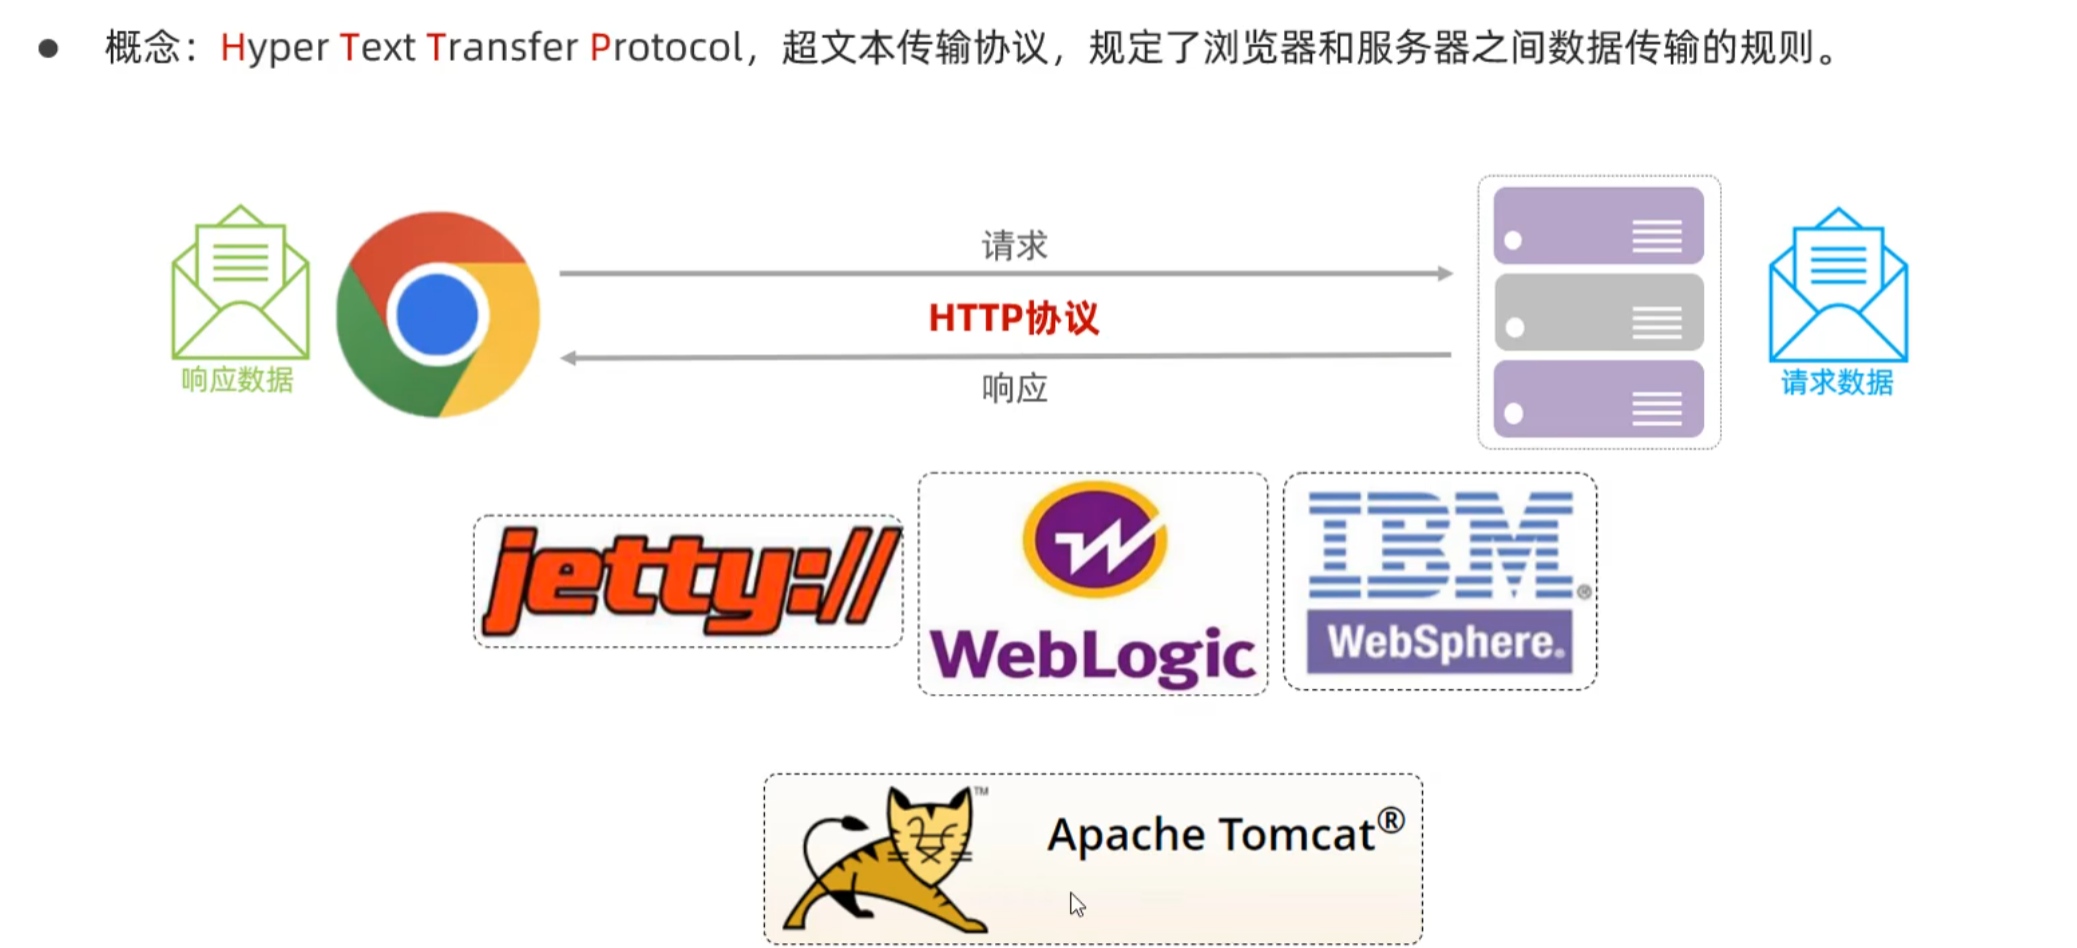 ● 概念：Hyper Text Transfer Protocol，超文本传输协议，规定了浏览器和服务器之间数据传输的规则。
请求
HTTP协议
响应
响应数据
请求数据
jetty://
WebLogic
IBM®
WebSphere®
Apache Tomcat®
TM